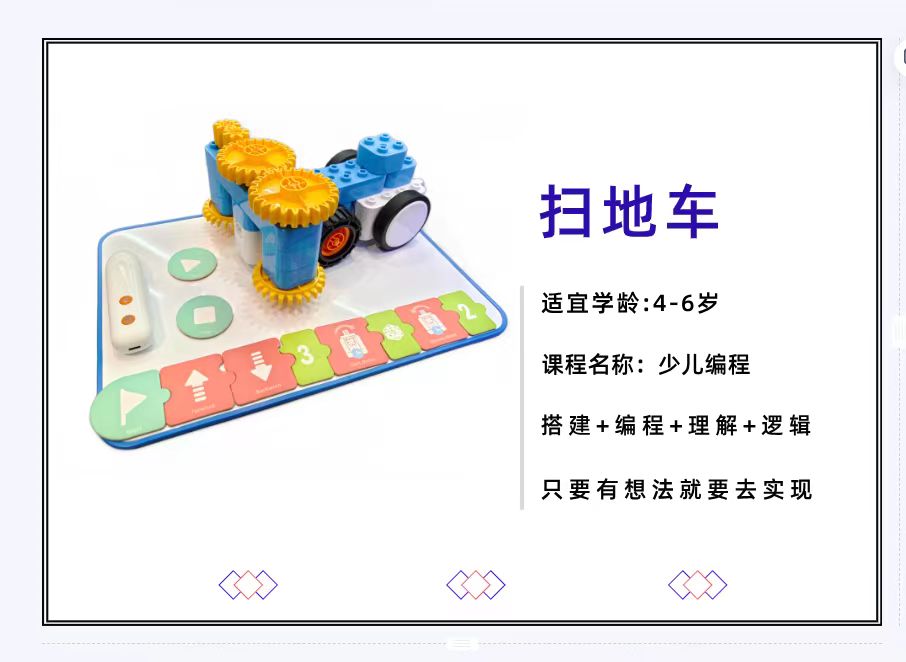 扫地车
适宜学龄:4-6岁
课程名称：少儿编程
搭建+编程+理解+逻辑
只要有想法就要去实现
3
2